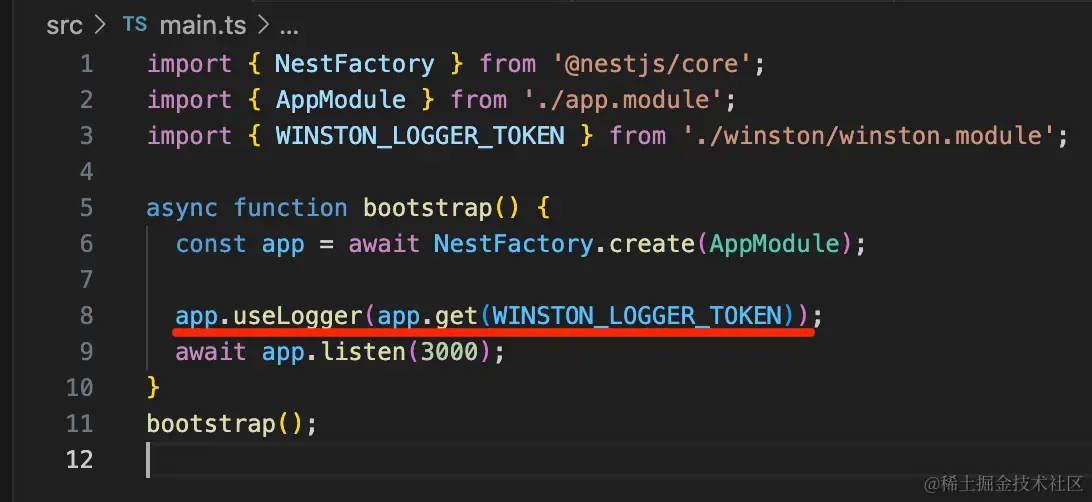 src > TS main.ts > ...
1 import { NestFactory } from '@nestjs/core';
2 import { AppModule } from './app.module';
3 import { WINSTON_LOGGER_TOKEN } from './winston/winston.module';
4
5 async function bootstrap() {
6   const app = await NestFactory.create(AppModule);
7
8   app.useLogger(app.get(WINSTON_LOGGER_TOKEN));
9   await app.listen(3000);
10 }
11 bootstrap();
12
@稀土掘金技术社区